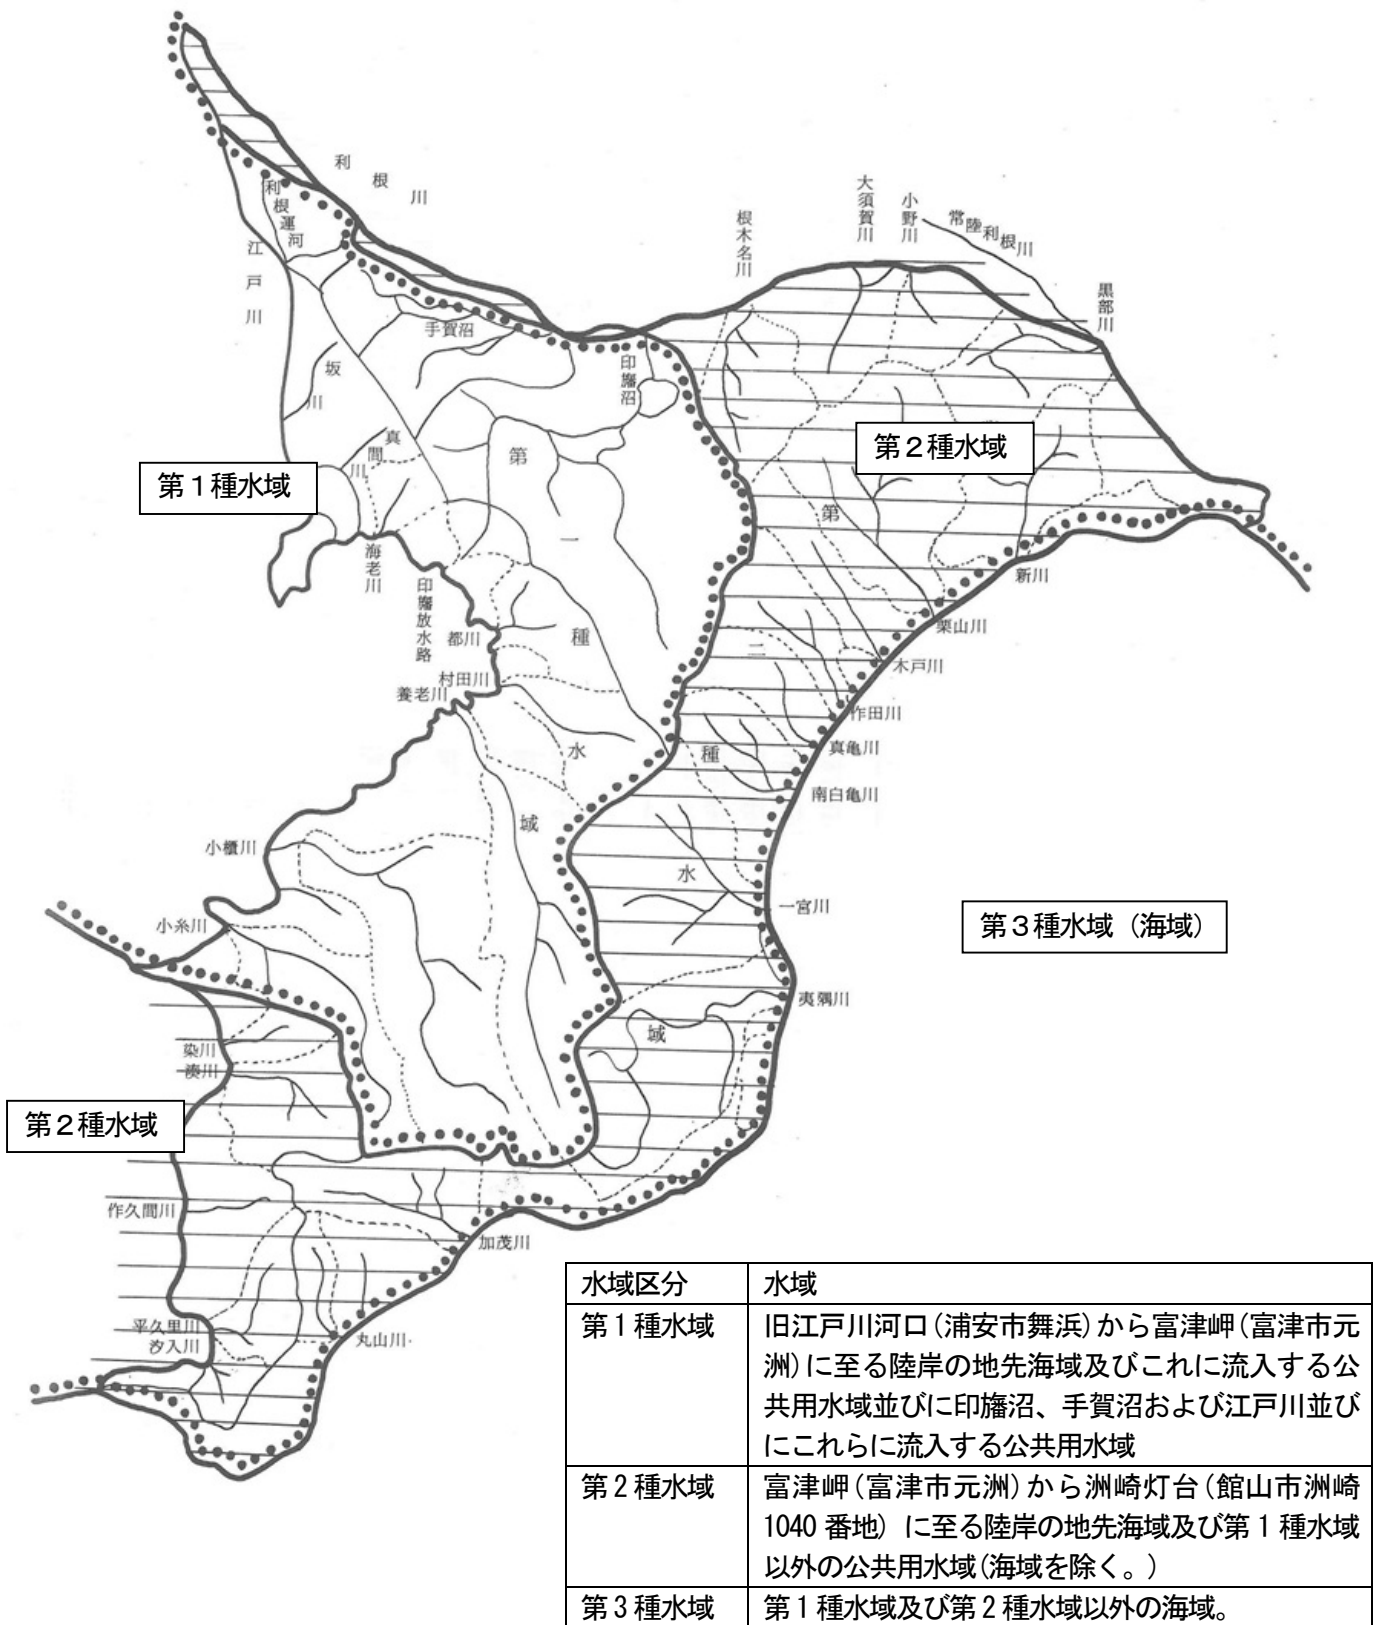 利根川
利根運河
江戸川
手賀沼
坂川
真間川
印旛沼
根木名川
大須賀川
小野川
常陸利根川
黒部川
第2種水域
第1種水域
第一種水域
第二種水域
海老川
印旛放水路
都川
村田川
養老川
新川
栗山川
木戸川
作田川
真亀川
南白亀川
小櫃川
小糸川
一宮川
第3種水域(海域)
夷隅川
染川
湊川
第2種水域
作久間川
加茂川
平久里川
汐入川
丸山川
水域区分 水域
第1種水域 旧江戸川河口(浦安市舞浜)から富津岬(富津市元
洲)に至る陸岸の地先海域及びこれに流入する公
共用水域並びに印旛沼、手賀沼および江戸川並び
にこれらに流入する公共用水域
第2種水域 富津岬(富津市元洲)から洲崎灯台(館山市洲崎
1040番地)に至る陸岸の地先海域及び第1種水域
以外の公共用水域(海域を除く。)
第3種水域 第1種水域及び第2種水域以外の海域。